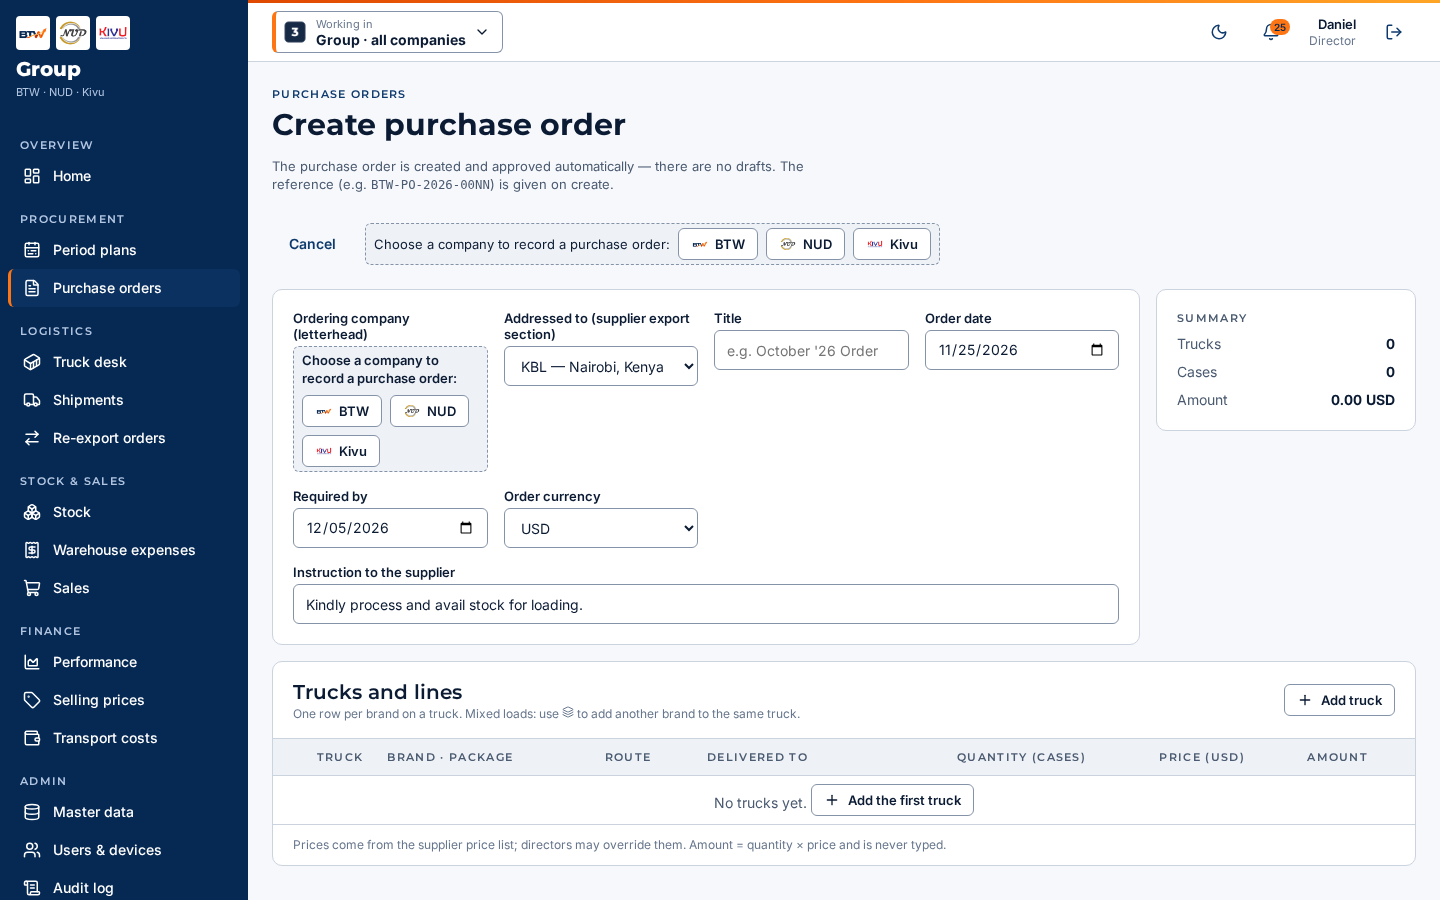 BTW NUD KIVU
Group
BTW · NUD · Kivu
OVERVIEW
Home
PROCUREMENT
Period plans
Purchase orders
LOGISTICS
Truck desk
Shipments
Re-export orders
STOCK & SALES
Stock
Warehouse expenses
Sales
FINANCE
Performance
Selling prices
Transport costs
ADMIN
Master data
Users & devices
Audit log
3
Working in
Group · all companies
25
Daniel
Director
PURCHASE ORDERS
Create purchase order
The purchase order is created and approved automatically — there are no drafts. The
reference (e.g. BTW-PO-2026-00NN) is given on create.
Cancel
Choose a company to record a purchase order: BTW NUD Kivu
Ordering company
(letterhead)
Choose a company to
record a purchase order:
BTW NUD
Kivu
Addressed to (supplier export
section)
KBL — Nairobi, Kenya
Title
e.g. October '26 Order
Order date
11/25/2026
Required by
12/05/2026
Order currency
USD
Instruction to the supplier
Kindly process and avail stock for loading.
SUMMARY
Trucks 0
Cases 0
Amount 0.00 USD
Trucks and lines
One row per brand on a truck. Mixed loads: use to add another brand to the same truck.
Add truck
TRUCK BRAND · PACKAGE ROUTE DELIVERED TO QUANTITY (CASES) PRICE (USD) AMOUNT
No trucks yet. Add the first truck
Prices come from the supplier price list; directors may override them. Amount = quantity × price and is never typed.